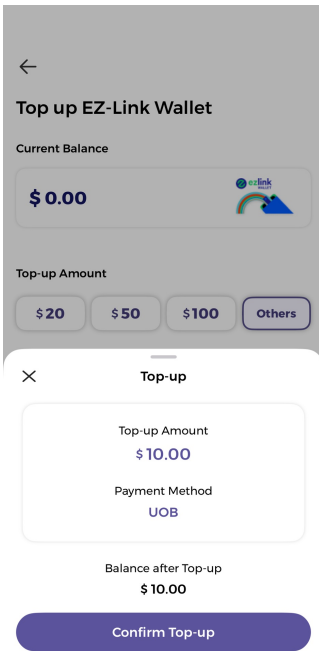 Top up EZ-Link Wallet
Current Balance
$ 0.00
ezlink
WALLET
Top-up Amount
$ 20
$ 50
$ 100
Others
Top-up
Top-up Amount
$ 10.00
Payment Method
UOB
Balance after Top-up
$ 10.00
Confirm Top-up